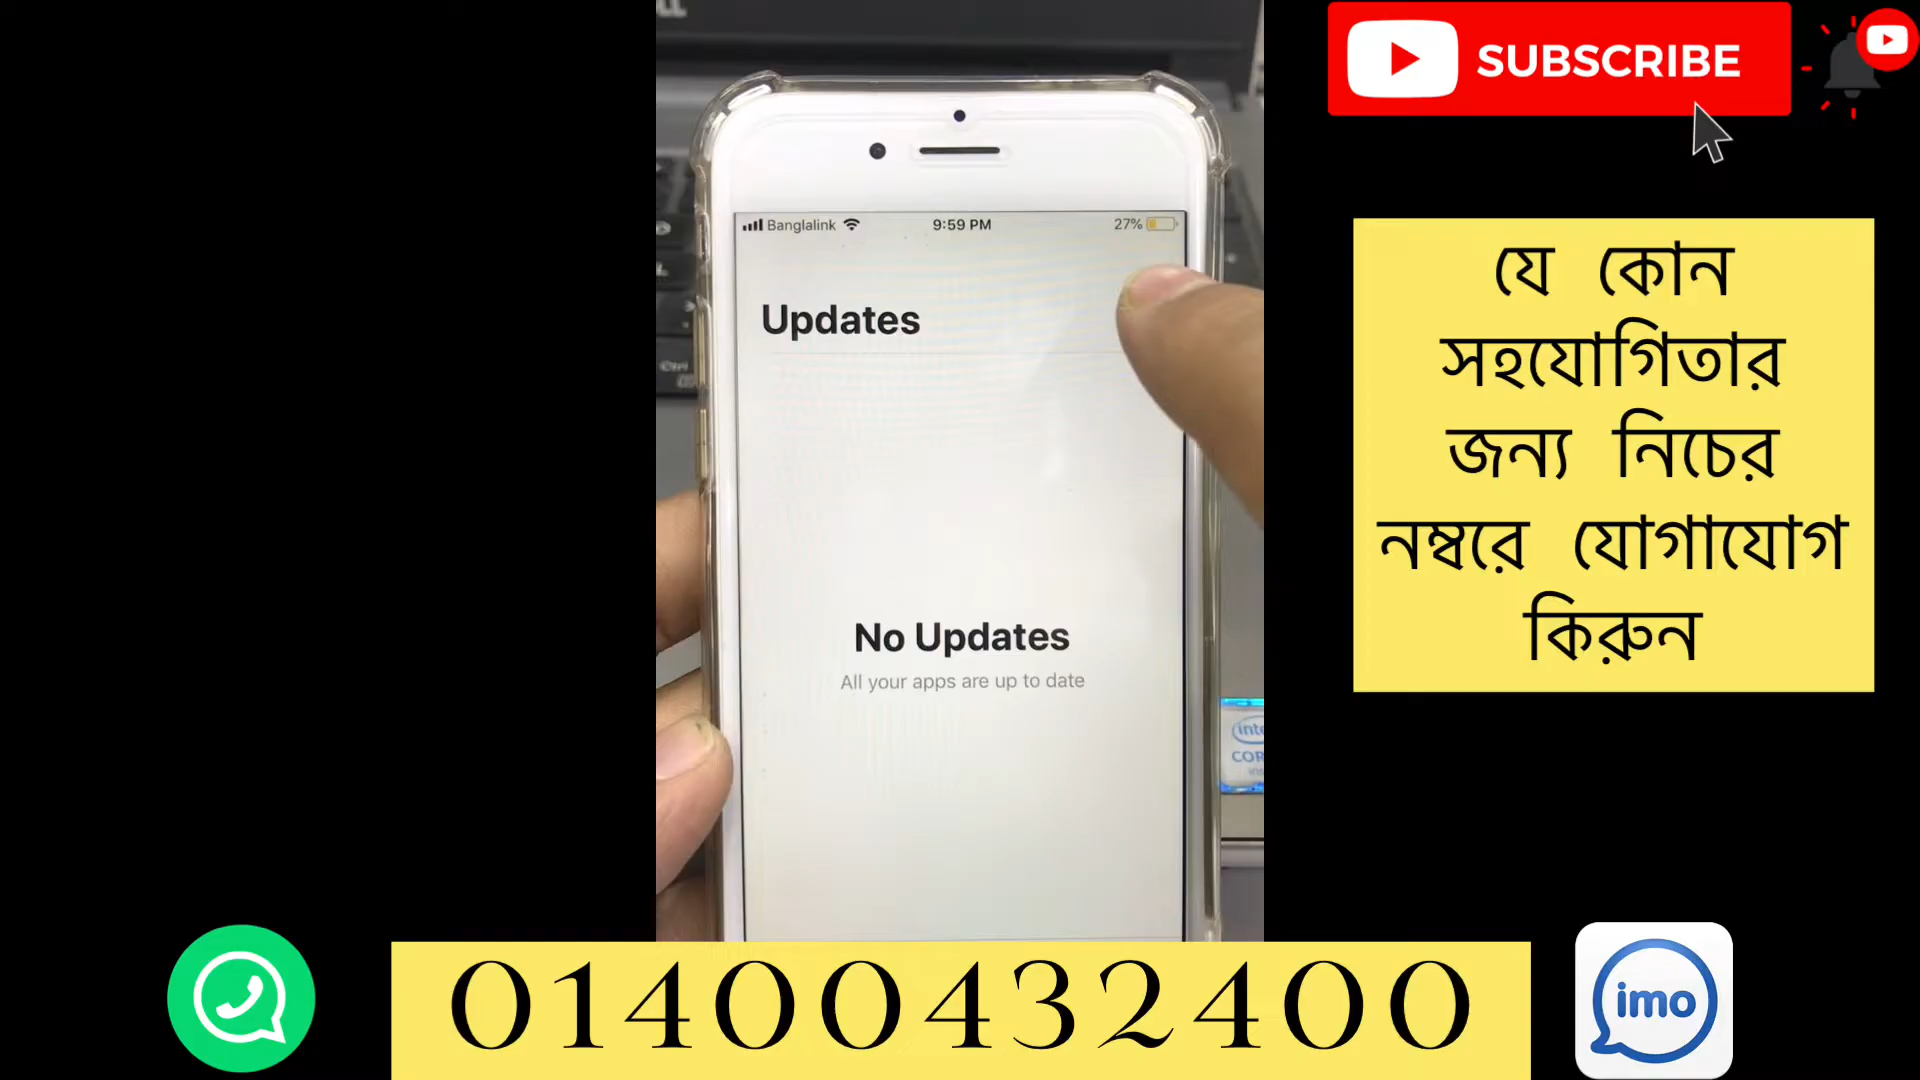 SUBSCRIBE
Banglalink
9:59 PM
27%
Updates
No Updates
All your apps are up to date
যে কোন
সহযোগিতার
জন্য নিচের
নম্বরে যোগাযোগ
কিরুন
01400432400
imo
Ctrl